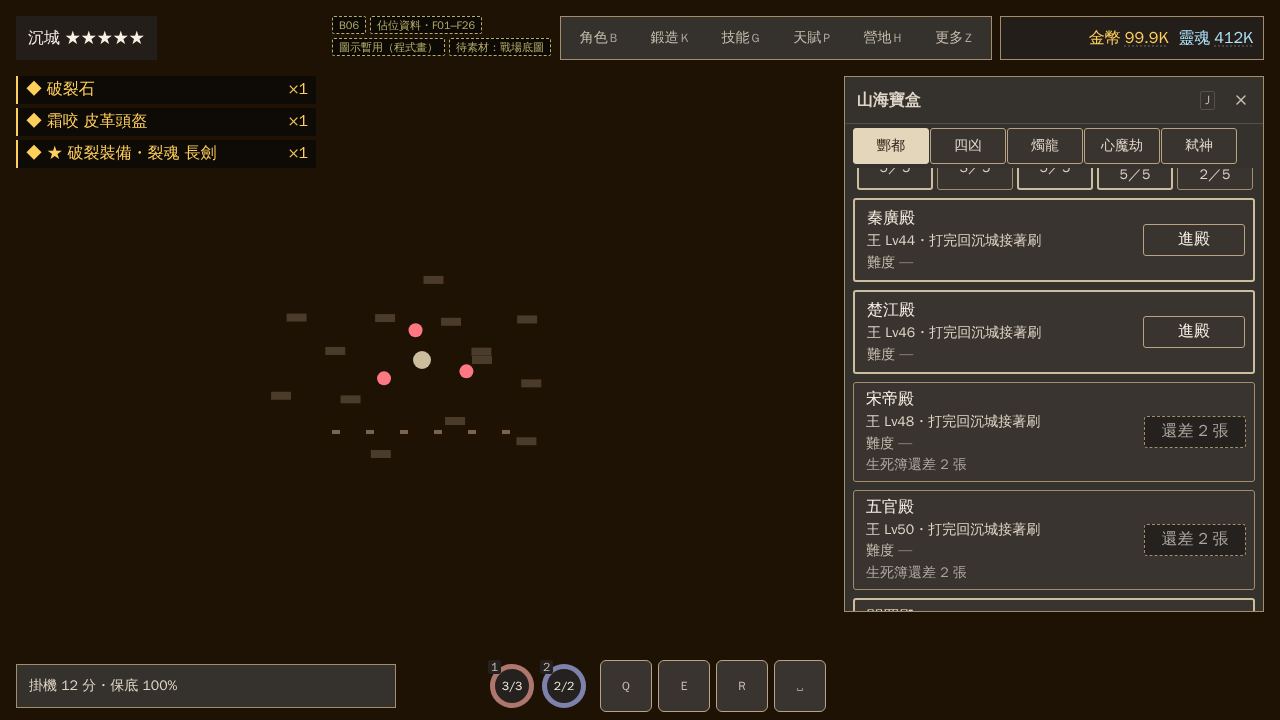 沉城 ★★★★★
B06 佔位資料・F01—F26
圖示暫用（程式畫） 待素材：戰場底圖
角色B 鍛造K 技能G 天賦P 營地H 更多Z
金幣 99.9K 靈魂 412K
◆ 破裂石 ×1
◆ 霜咬 皮革頭盔 ×1
◆ ★ 破裂裝備・裂魂 長劍 ×1
山海寶盒 J ×
酆都 四凶 燭龍 心魔劫 弒神
5／5 2／5
秦廣殿
王 Lv44・打完回沉城接著刷
難度 —
進殿
楚江殿
王 Lv46・打完回沉城接著刷
難度 —
進殿
宋帝殿
王 Lv48・打完回沉城接著刷
難度 —
生死簿還差 2 張
還差 2 張
五官殿
王 Lv50・打完回沉城接著刷
難度 —
生死簿還差 2 張
還差 2 張
掛機 12 分・保底 100%
1 3/3 2 2/2 Q E R ⎵